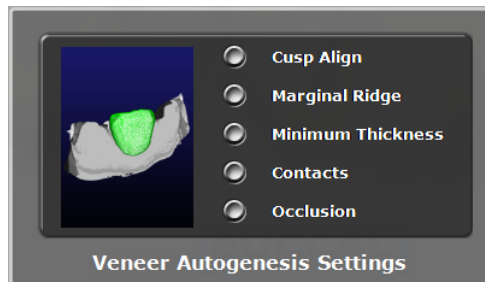 Cusp Align
Marginal Ridge
Minimum Thickness
Contacts
Occlusion
Veneer Autogenesis Settings